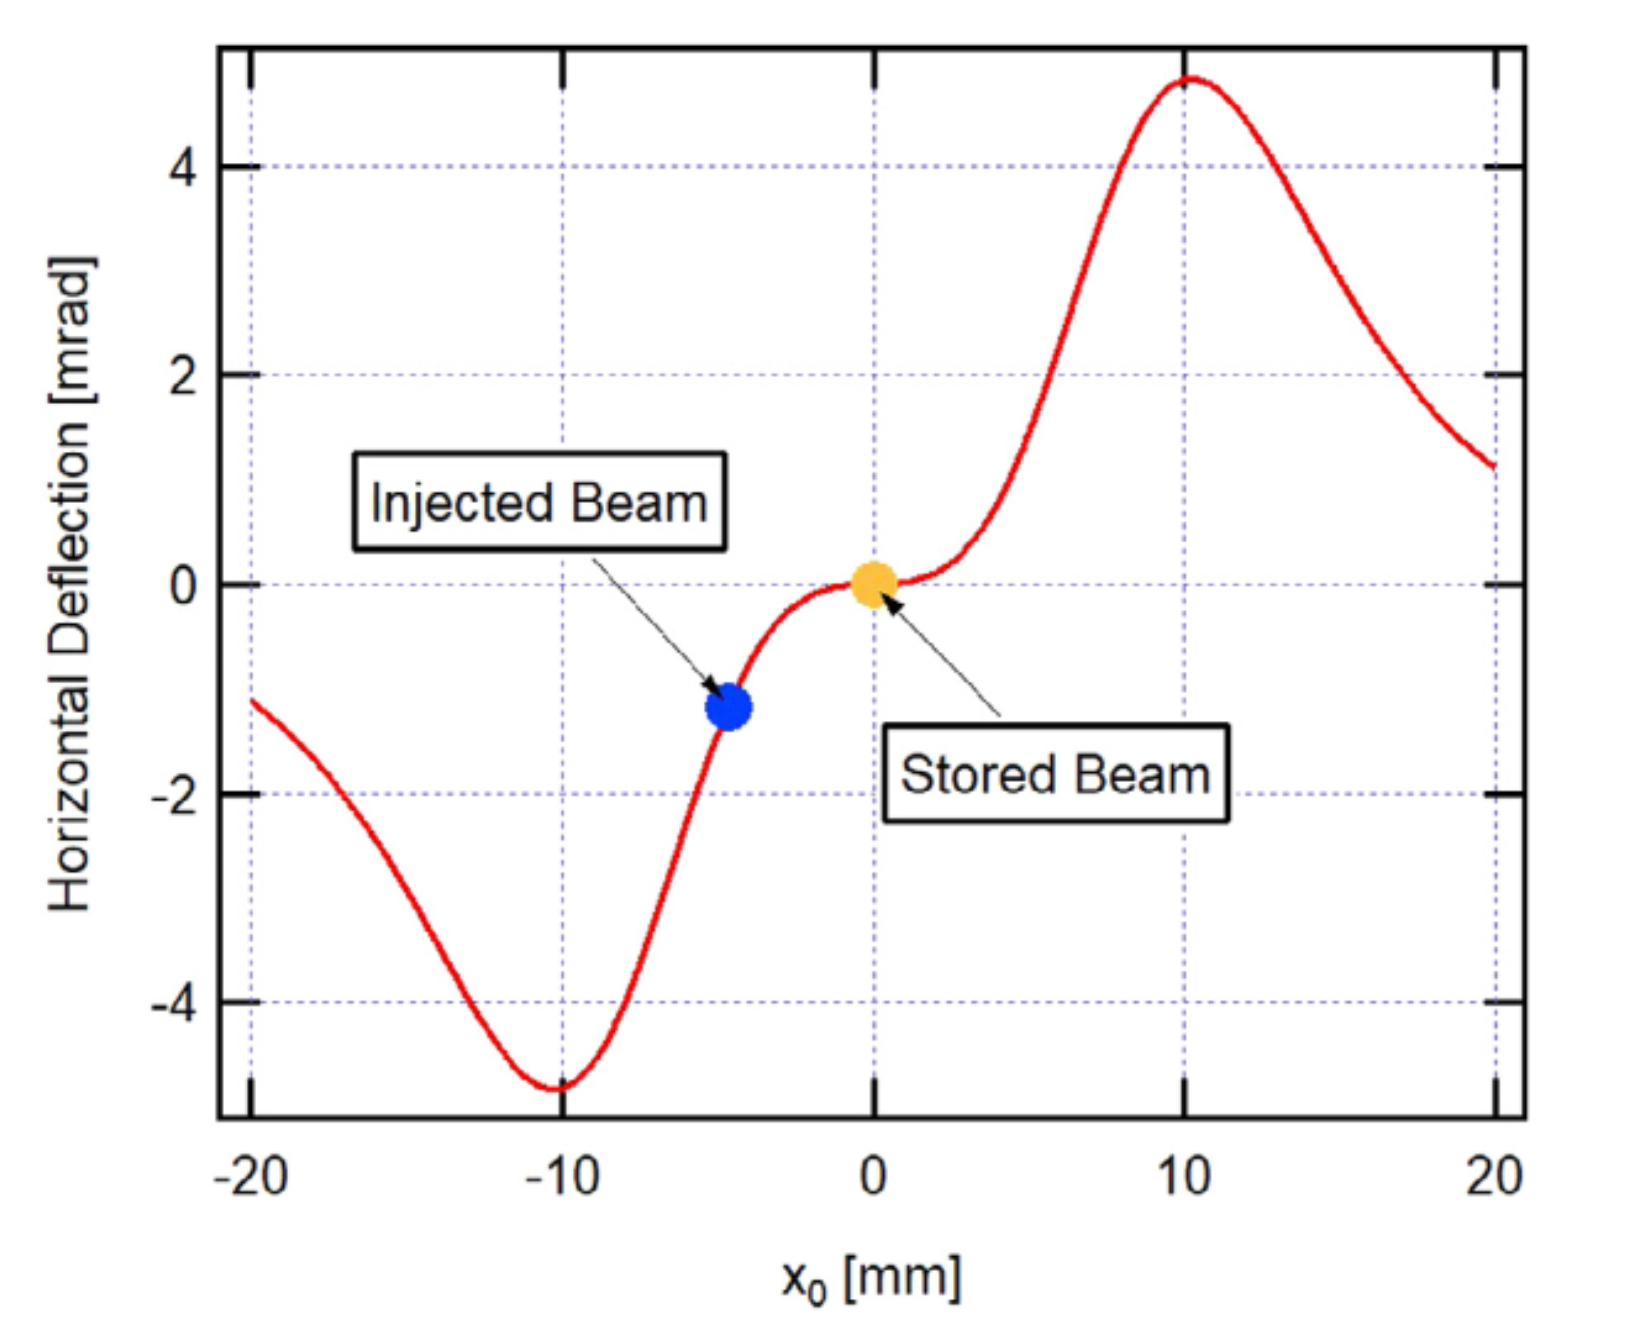 Horizontal Deflection [mrad]
4
2
0
-2
-4
Injected Beam
Stored Beam
-20 -10 0 10 20
x₀ [mm]